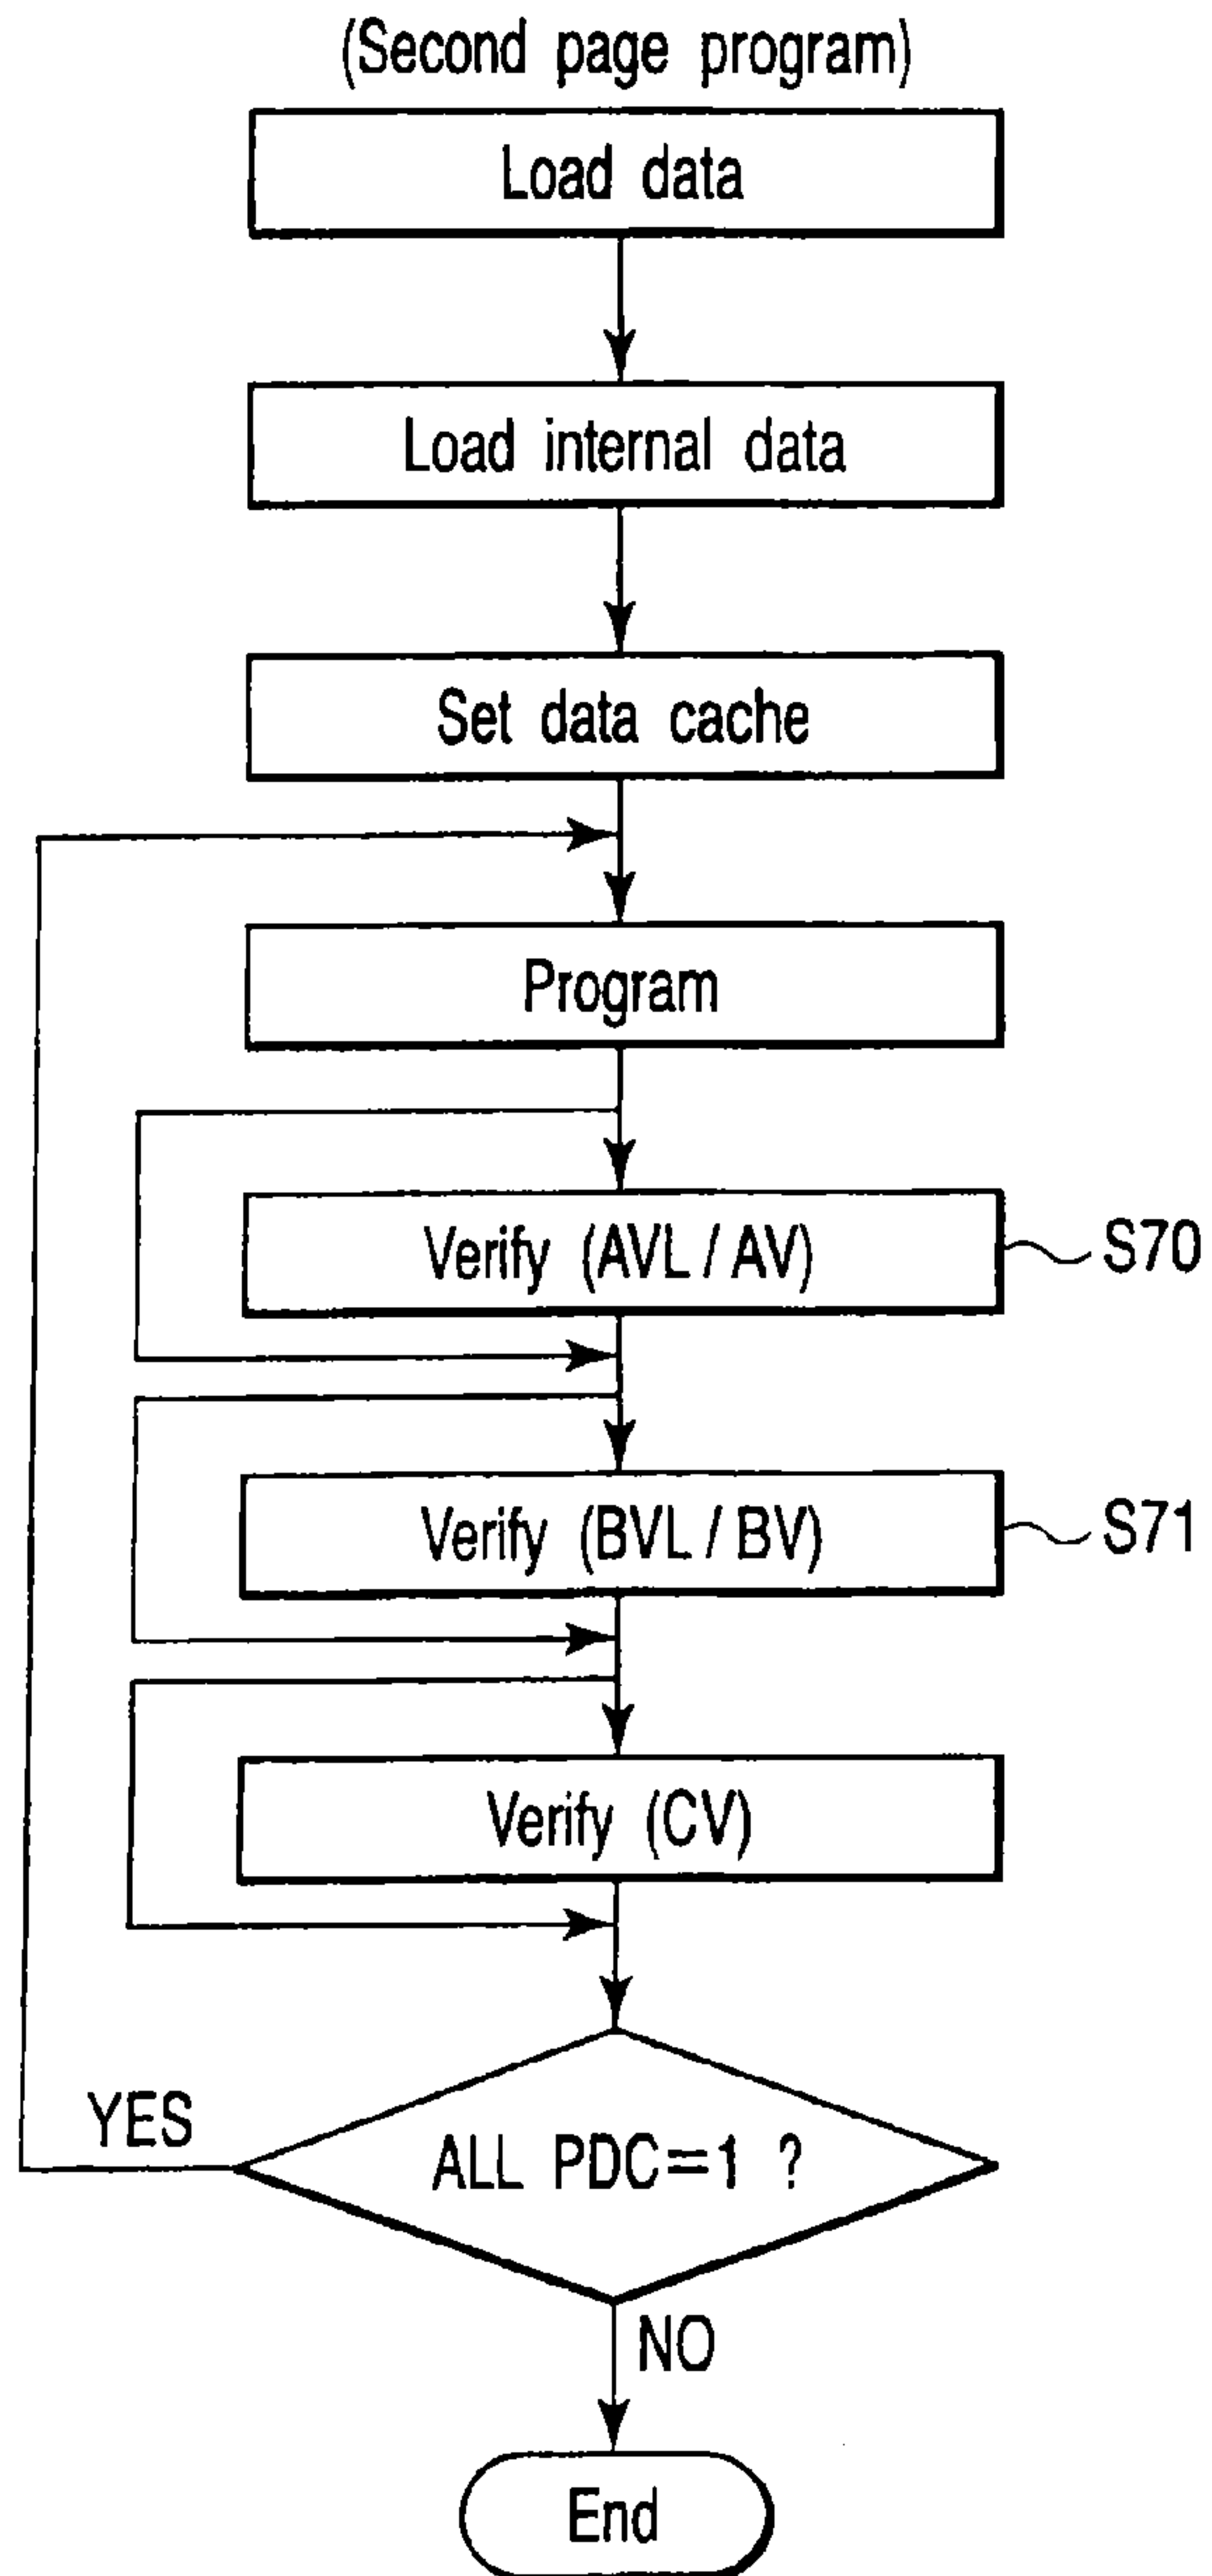 (Second page program)
Load data
Load internal data
Set data cache
Program
Verify (AVL / AV)
S70
Verify (BVL / BV)
S71
Verify (CV)
YES
ALL PDC=1 ?
NO
End